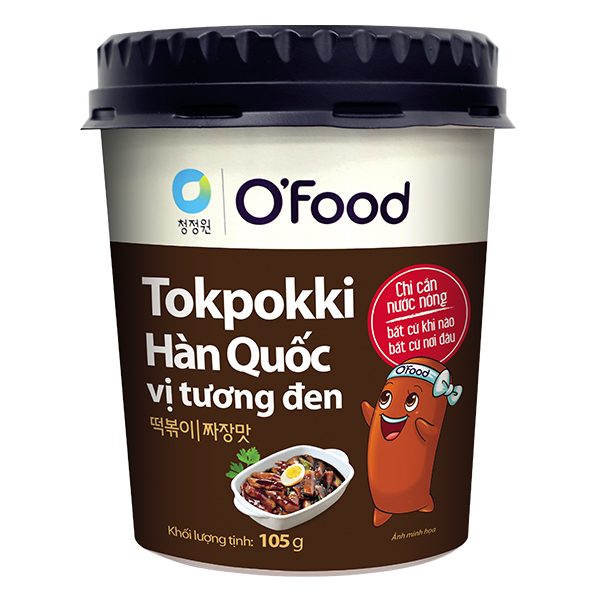 청정원
O'Food
Tokpokki
Hàn Quốc
vị tương đen
떡볶이|짜장맛
Chỉ cần
nước nóng
bất cứ khi nào
bất cứ nơi đâu
O'Food
Khối lượng tịnh: 105 g
Ảnh minh họa